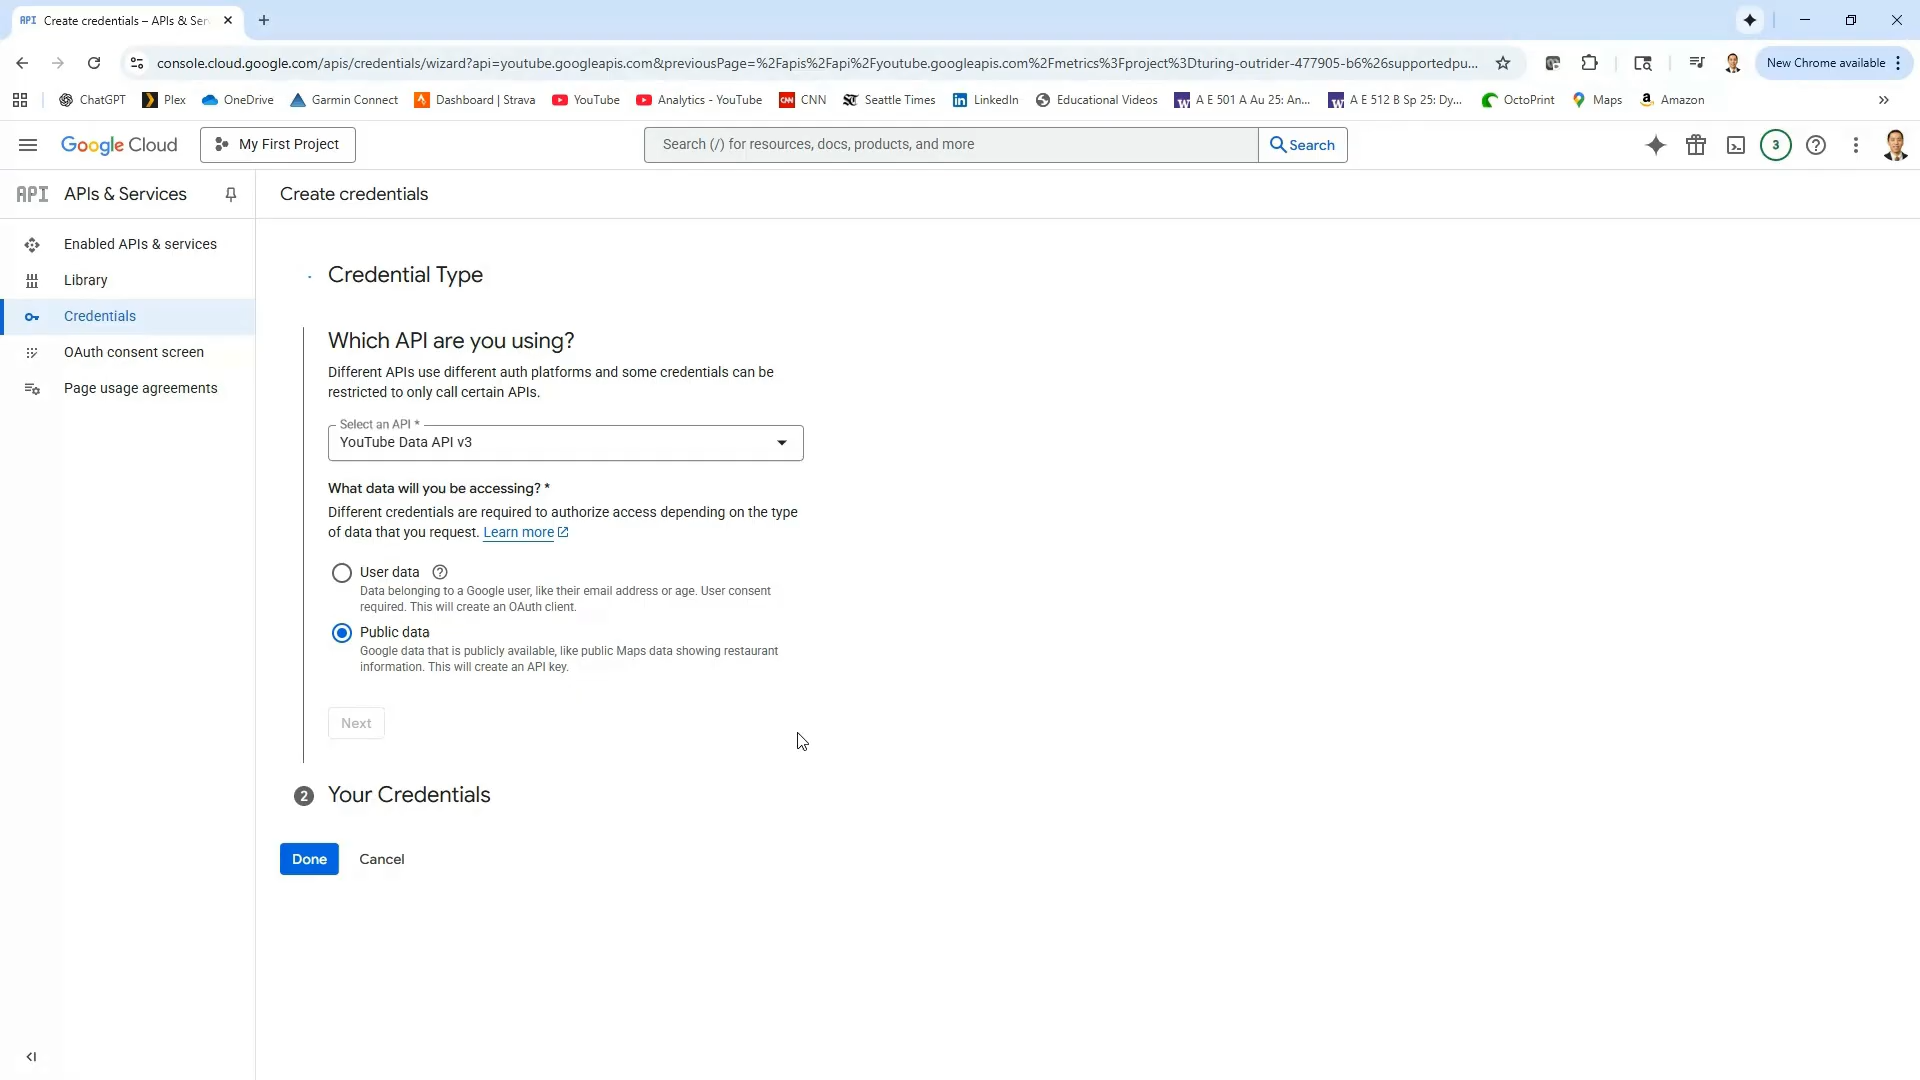 API Create credentials – APIs & Ser
console.cloud.google.com/apis/credentials/wizard?api=youtube.googleapis.com&previousPage=%2Fapis%2Fapi%2Fyoutube.googleapis.com%2Fmetrics%3Fproject%3Dturing-outrider-477905-b6%26supportedpu...
New Chrome available
ChatGPT Plex OneDrive Garmin Connect Dashboard | Strava YouTube Analytics - YouTube CNN Seattle Times LinkedIn Educational Videos A E 501 A Au 25: An... A E 512 B Sp 25: Dy... OctoPrint Maps Amazon
Google Cloud My First Project Search (/) for resources, docs, products, and more Search 3
API APIs & Services Create credentials
Enabled APIs & services
Library
Credentials
OAuth consent screen
Page usage agreements
Credential Type
Which API are you using?
Different APIs use different auth platforms and some credentials can be
restricted to only call certain APIs.
Select an API *
YouTube Data API v3
What data will you be accessing? *
Different credentials are required to authorize access depending on the type
of data that you request. Learn more
User data
Data belonging to a Google user, like their email address or age. User consent
required. This will create an OAuth client.
Public data
Google data that is publicly available, like public Maps data showing restaurant
information. This will create an API key.
Next
2 Your Credentials
Done Cancel